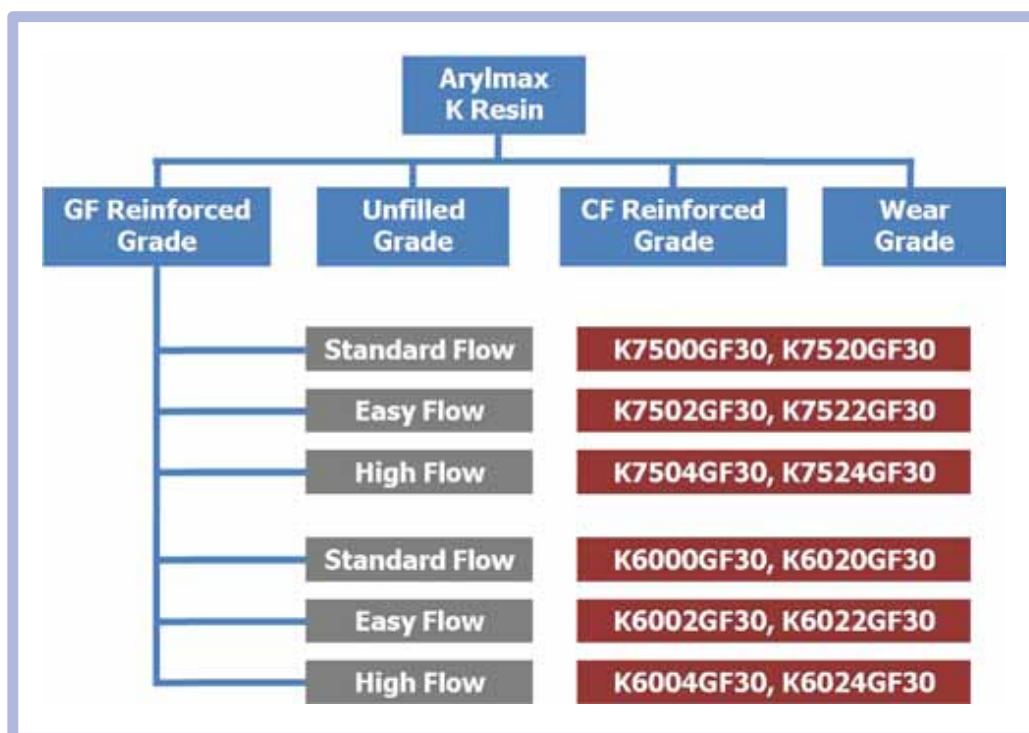 Arylmax
K Resin
GF Reinforced
Grade
Unfilled
Grade
CF Reinforced
Grade
Wear
Grade
Standard Flow
K7500GF30, K7520GF30
Easy Flow
K7502GF30, K7522GF30
High Flow
K7504GF30, K7524GF30
Standard Flow
K6000GF30, K6020GF30
Easy Flow
K6002GF30, K6022GF30
High Flow
K6004GF30, K6024GF30